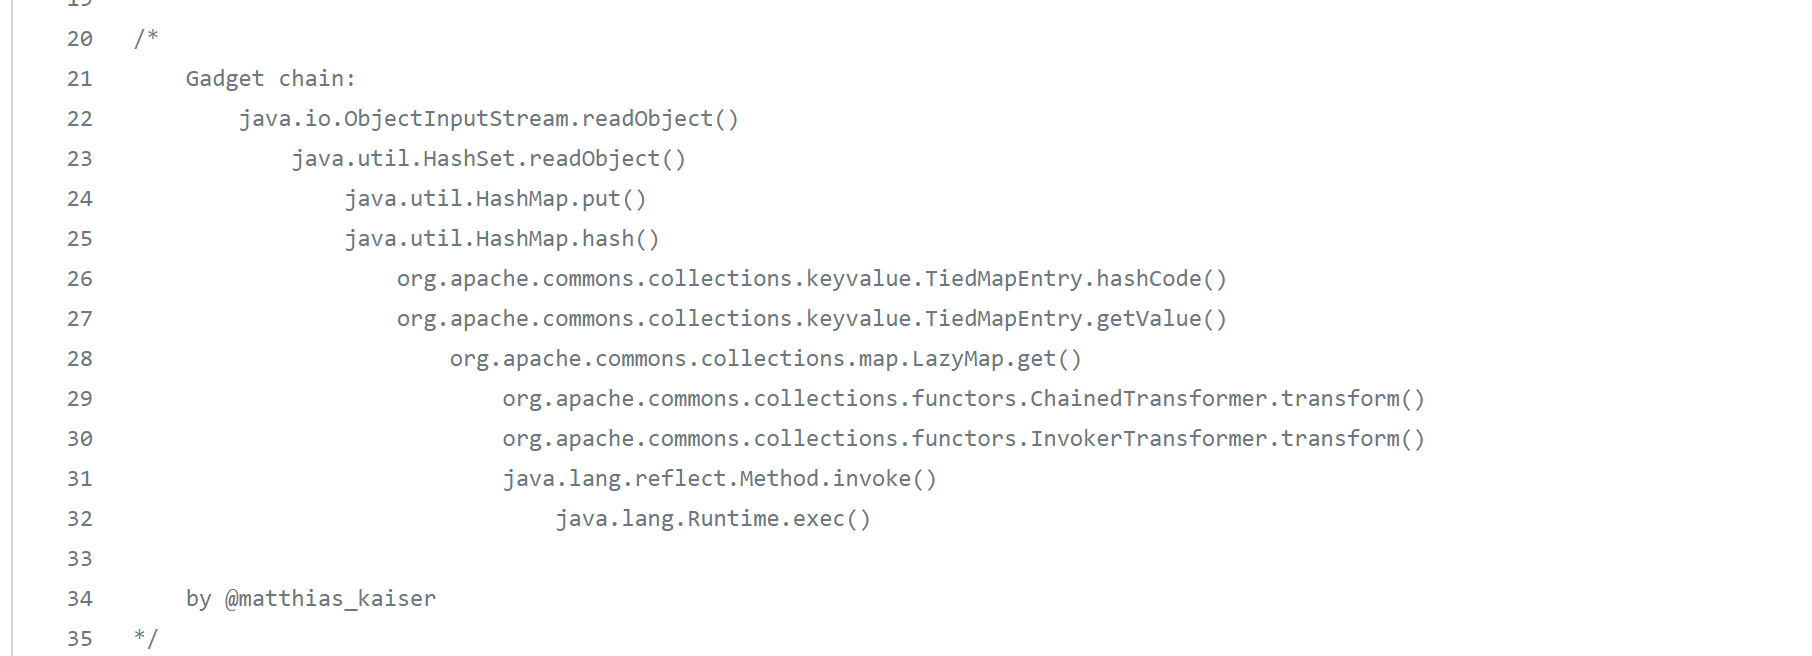 19
20 /*
21     Gadget chain:
22         java.io.ObjectInputStream.readObject()
23             java.util.HashSet.readObject()
24                 java.util.HashMap.put()
25                 java.util.HashMap.hash()
26                     org.apache.commons.collections.keyvalue.TiedMapEntry.hashCode()
27                     org.apache.commons.collections.keyvalue.TiedMapEntry.getValue()
28                         org.apache.commons.collections.map.LazyMap.get()
29                             org.apache.commons.collections.functors.ChainedTransformer.transform()
30                             org.apache.commons.collections.functors.InvokerTransformer.transform()
31                             java.lang.reflect.Method.invoke()
32                                 java.lang.Runtime.exec()
33
34     by @matthias_kaiser
35 */